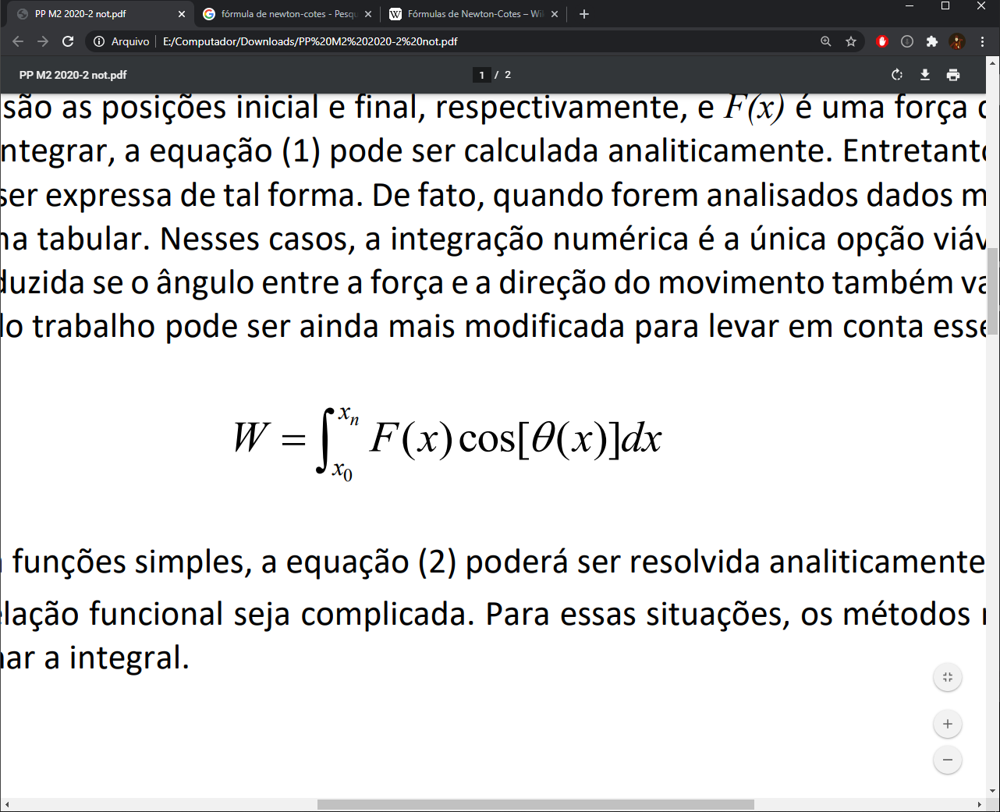 PP M2 2020-2 not.pdf
fórmula de newton-cotes - Pesqu
W Fórmulas de Newton-Cotes – Wi
Arquivo E:/Computador/Downloads/PP%20M2%202020-2%20not.pdf
PP M2 2020-2 not.pdf 1 / 2
são as posições inicial e final, respectivamente, e F(x) é uma força
ntegrar, a equação (1) pode ser calculada analiticamente. Entretanto
ser expressa de tal forma. De fato, quando forem analisados dados m
na tabular. Nesses casos, a integração numérica é a única opção viáv
duzida se o ângulo entre a força e a direção do movimento também va
do trabalho pode ser ainda mais modificada para levar em conta esse
W = ∫_{x_0}^{x_n} F(x) cos[θ(x)]dx
funções simples, a equação (2) poderá ser resolvida analiticamente
elação funcional seja complicada. Para essas situações, os métodos
nar a integral.